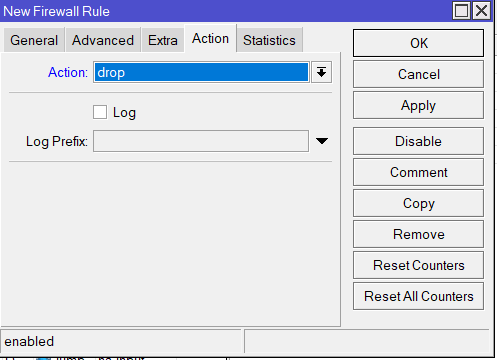 New Firewall Rule
General Advanced Extra Action Statistics
Action: drop
Log
Log Prefix:
OK
Cancel
Apply
Disable
Comment
Copy
Remove
Reset Counters
Reset All Counters
enabled